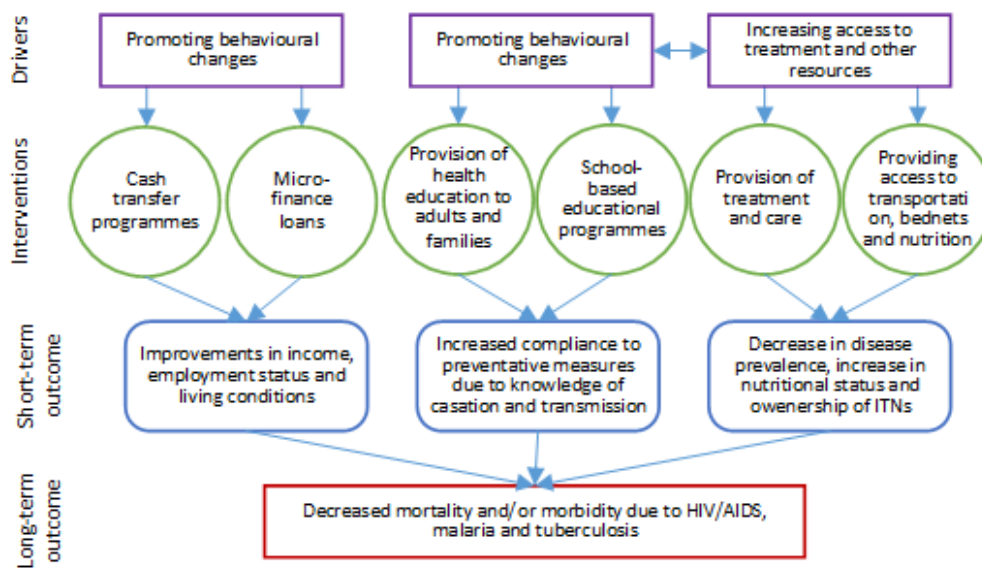 Drivers
Promoting behavioural
changes
Promoting behavioural
changes
Increasing access to
treatment and other
resources
Interventions
Cash
transfer
programmes
Micro-
finance
loans
Provision of
health
education to
adults and
families
School-
based
educational
programmes
Provision of
treatment
and care
Providing
access to
transportati
on, bednets
and nutrition
Short-term
outcome
Improvements in income,
employment status and
living conditions
Increased compliance to
preventative measures
due to knowledge of
casation and transmission
Decrease in disease
prevalence, increase in
nutritional status and
owenership of ITNs
Long-term
outcome
Decreased mortality and/or morbidity due to HIV/AIDS,
malaria and tuberculosis